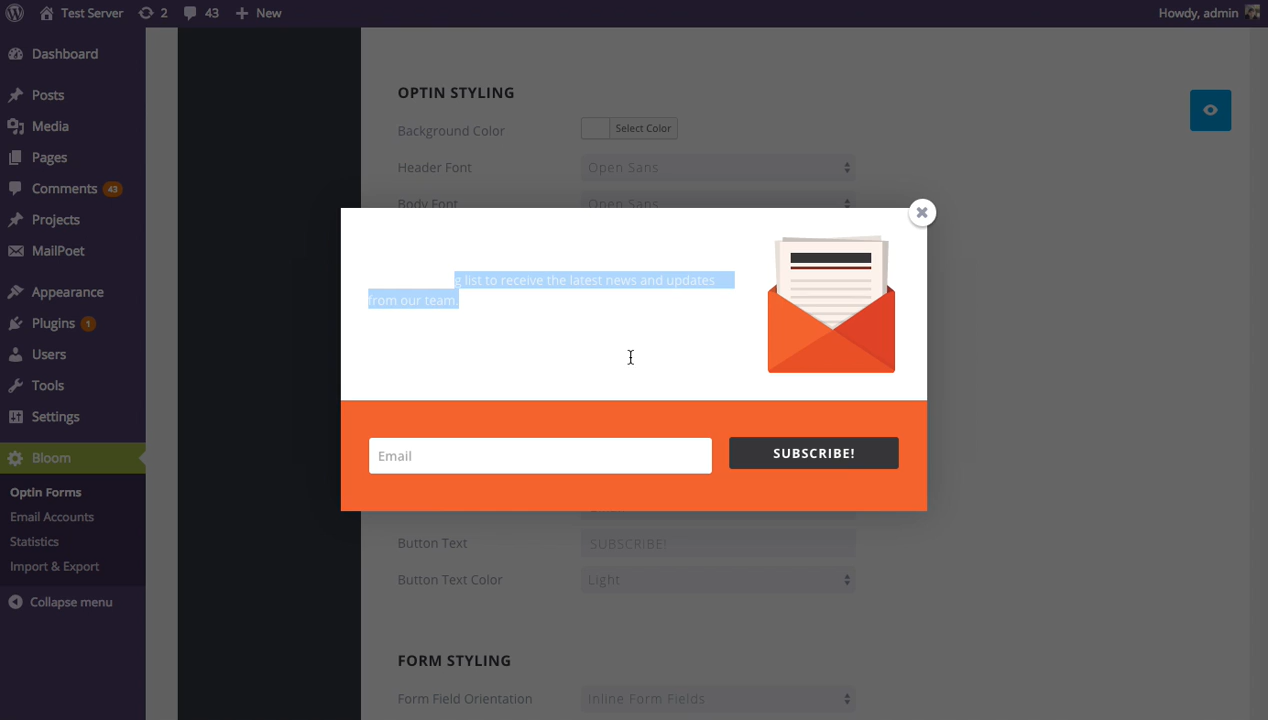 Test Server
2
43
New
Howdy, admin
Dashboard
Posts
Media
Pages
Comments 43
Projects
MailPoet
Appearance
Plugins 1
Users
Tools
Settings
Bloom
OptIn Forms
Email Accounts
Statistics
Import & Export
Collapse menu
OPTIN STYLING
Background Color Select Color
Header Font Open Sans
Body Font Open Sans
g list to receive the latest news and updates
from our team.
Email
SUBSCRIBE!
Button Text SUBSCRIBE!
Button Text Color Light
FORM STYLING
Form Field Orientation Inline Form Fields